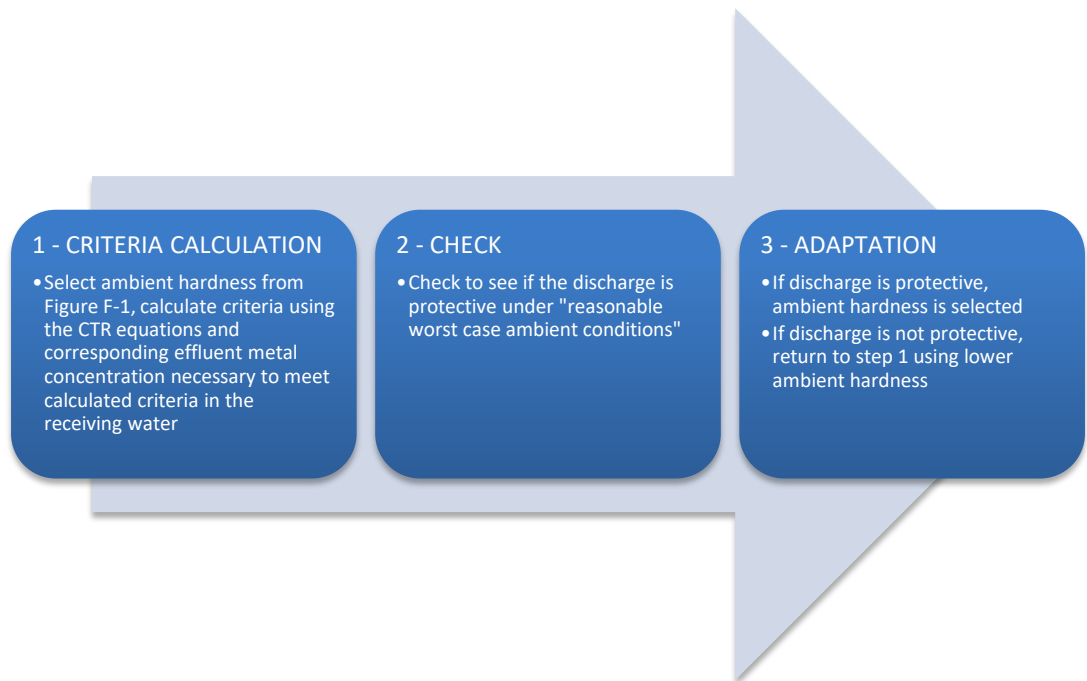 1 - CRITERIA CALCULATION
•Select ambient hardness from
Figure F-1, calculate criteria using
the CTR equations and
corresponding effluent metal
concentration necessary to meet
calculated criteria in the
receiving water
2 - CHECK
•Check to see if the discharge is
protective under "reasonable
worst case ambient conditions"
3 - ADAPTATION
•If discharge is protective,
ambient hardness is selected
•If discharge is not protective,
return to step 1 using lower
ambient hardness